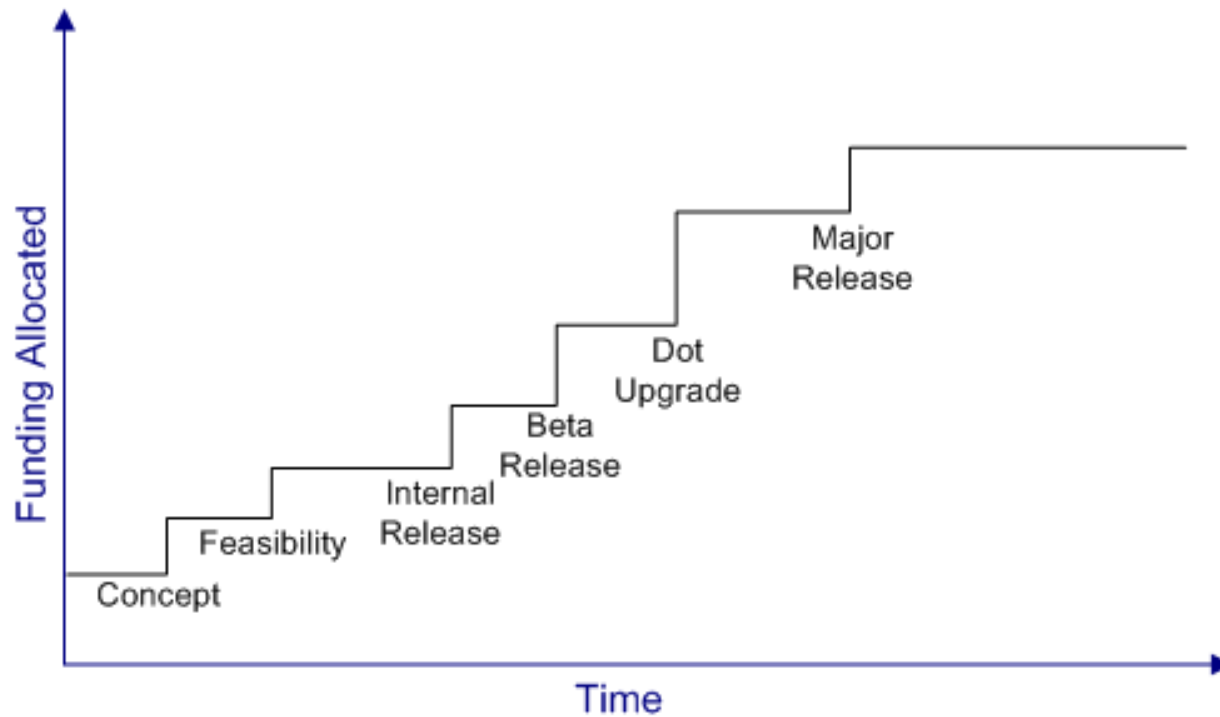 Funding Allocated
Major
Release
Dot
Upgrade
Beta
Release
Internal
Release
Feasibility
Concept
Time